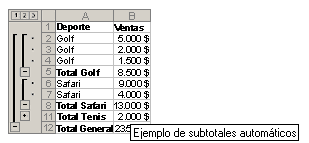 1 2 3 A B
1 Deporte Ventas
2 Golf 5.000 $
3 Golf 2.000 $
4 Golf 1.500 $
5 Total Golf 8.500 $
6 Safari 9.000 $
7 Safari 4.000 $
8 Total Safari 13.000 $
11 Total Tenis 2.000 $
12 Total General 23.5
Ejemplo de subtotales automáticos